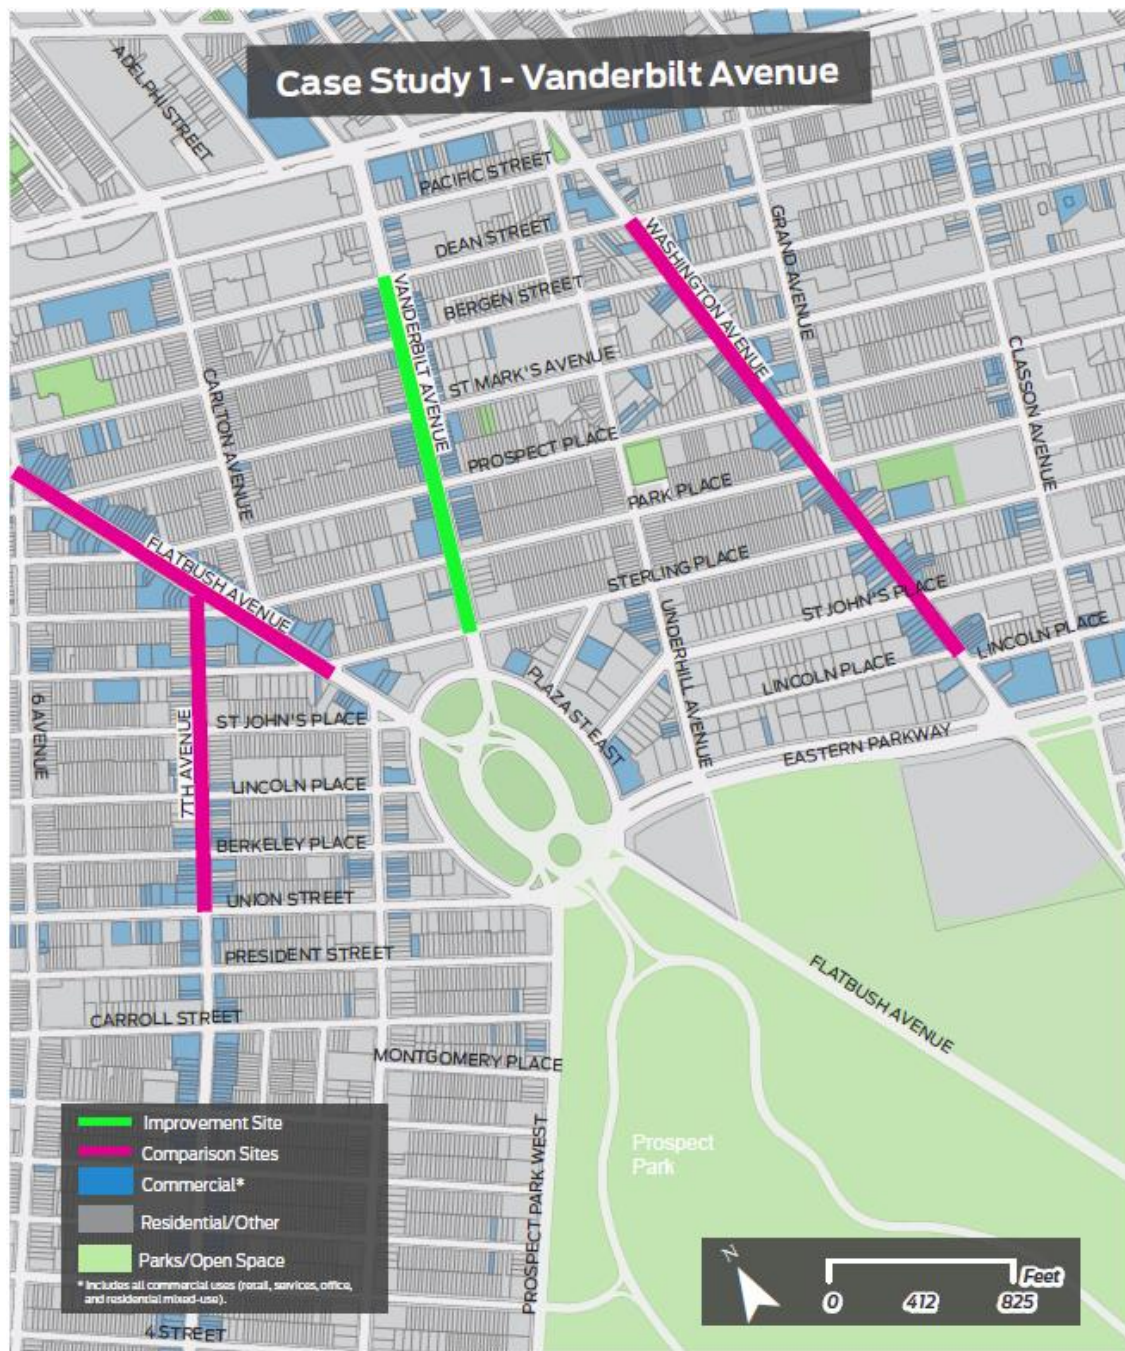 Case Study 1 - Vanderbilt Avenue
ADELPHI STREET
PACIFIC STREET
DEAN STREET
WASHINGTON AVENUE
GRAND AVENUE
VANDERBILT AVENUE
BERGEN STREET
ST MARK'S AVENUE
CLASSON AVENUE
CARLTON AVENUE
PROSPECT PLACE
PARK PLACE
FLATBUSH AVENUE
STERLING PLACE
ST JOHN'S PLACE
UNDERHILL AVENUE
LINCOLN PLACE
LINCOLN PLACE
PLAZA ST EAST
6 AVENUE
7TH AVENUE
ST JOHN'S PLACE
EASTERN PARKWAY
LINCOLN PLACE
BERKELEY PLACE
UNION STREET
PRESIDENT STREET
FLATBUSH AVENUE
CARROLL STREET
MONTGOMERY PLACE
PROSPECT PARK WEST
Prospect
Park
Improvement Site
Comparison Sites
Commercial*
Residential/Other
Parks/Open Space
* Includes all commercial uses (retail, services, office,
and residential mixed-use).
4 STREET
N
Feet
0 412 825